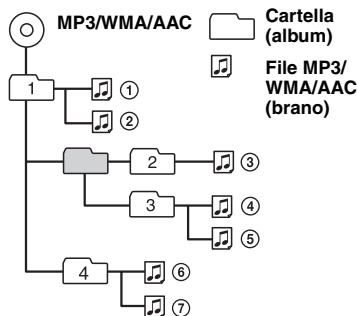 MP3/WMA/AAC
Cartella
(album)
File MP3/
WMA/AAC
(brano)
1
①
②
2
③
3
④
⑤
4
⑥
⑦